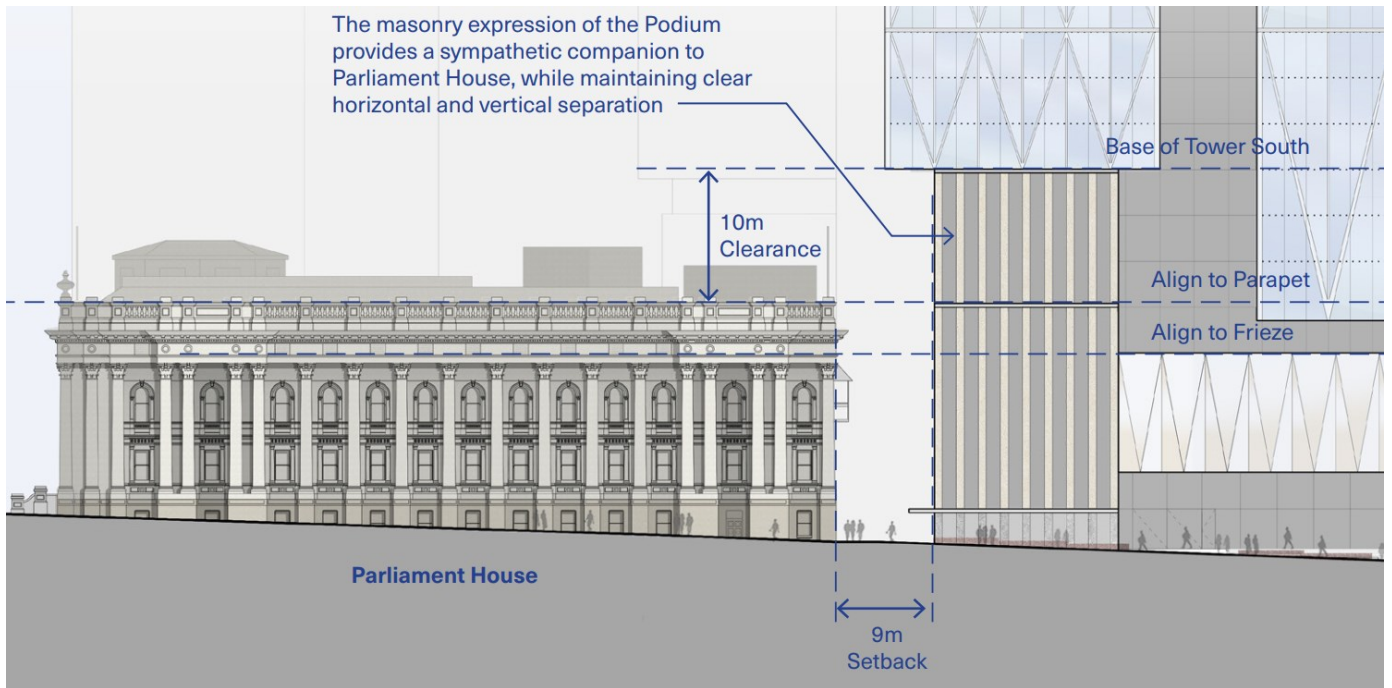 The masonry expression of the Podium
provides a sympathetic companion to
Parliament House, while maintaining clear
horizontal and vertical separation
Base of Tower South
10m
Clearance
Align to Parapet
Align to Frieze
Parliament House
9m
Setback